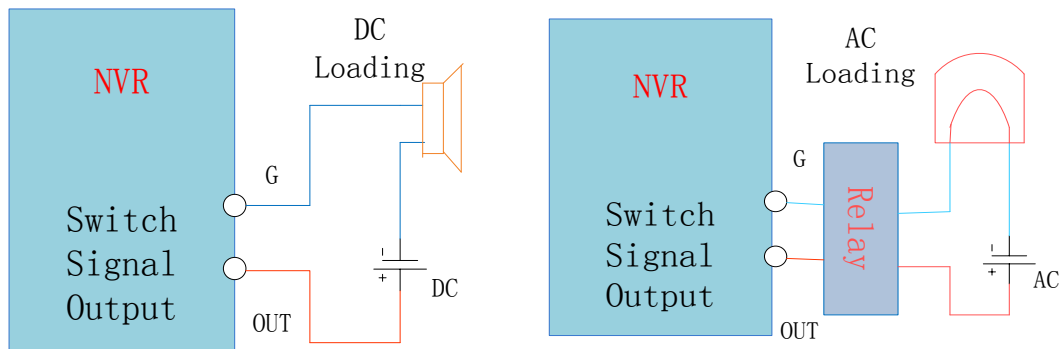 NVR
DC
Loading
G
Switch
Signal
Output
OUT
-
+
DC
NVR
AC
Loading
G
Relay
Switch
Signal
Output
OUT
-
+
AC